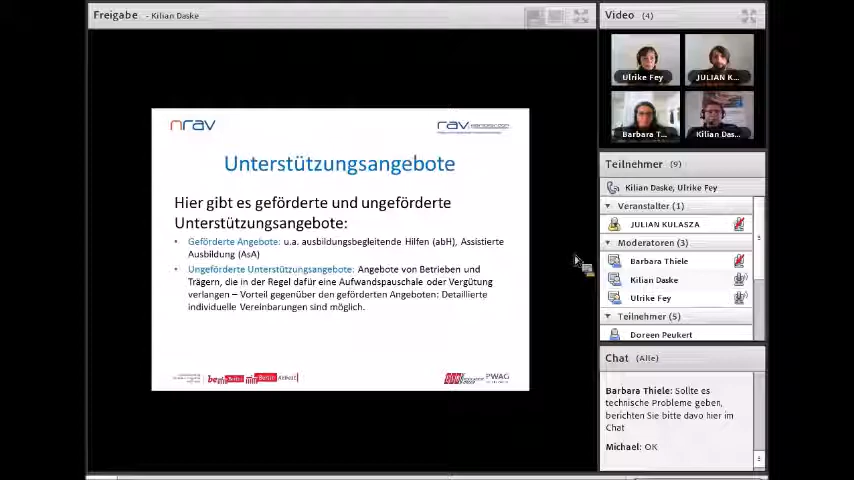 Freigabe - Kilian Daske
nrav
rav
Unterstützungsangebote
Hier gibt es geförderte und ungeförderte
Unterstützungsangebote:
• Geförderte Angebote: u.a. ausbildungsbegleitende Hilfen (abH), Assistierte
Ausbildung (AsA)
• Ungeförderte Unterstützungsangebote: Angebote von Betrieben und
Trägern, die in der Regel dafür eine Aufwandspauschale oder Vergütung
verlangen – Vorteil gegenüber den geförderten Angeboten: Detaillierte
individuelle Vereinbarungen sind möglich.
PWAG
Video (4)
Ulrike Fey
JULIAN K...
Barbara T...
Kilian Das...
Teilnehmer (9)
Kilian Daske, Ulrike Fey
Veranstalter (1)
JULIAN KULASZA
Moderatoren (3)
Barbara Thiele
Kilian Daske
Ulrike Fey
Teilnehmer (5)
Doreen Peukert
Chat (Alle)
Barbara Thiele: Sollte es
technische Probleme geben,
berichten Sie bitte davo hier im
Chat
Michael: OK